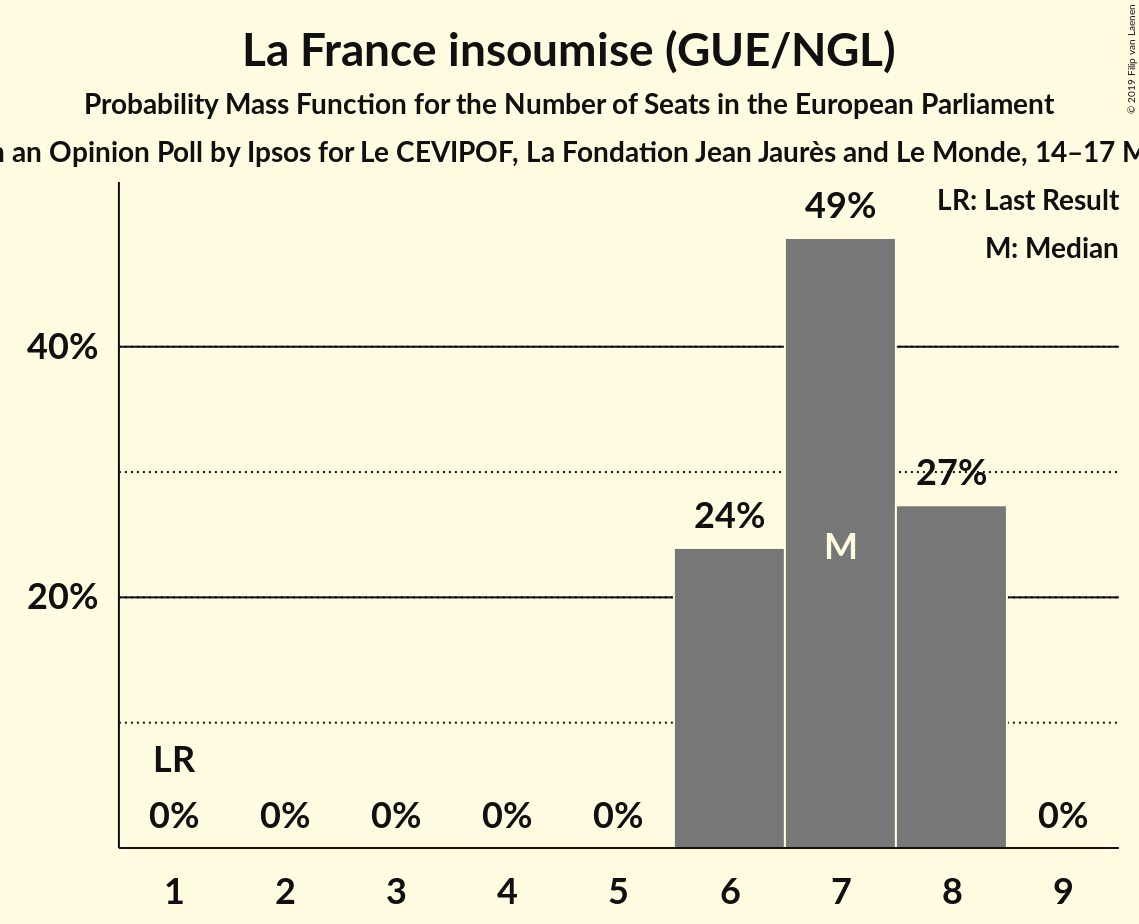 La France insoumise (GUE/NGL)
Probability Mass Function for the Number of Seats in the European Parliament
an Opinion Poll by Ipsos for Le CEVIPOF, La Fondation Jean Jaurès and Le Monde, 14–17
© 2019 Filip van Laenen
LR: Last Result
M: Median
49%
40%
27%
24%
M
20%
LR
0% 0% 0% 0% 0% 0%
1 2 3 4 5 6 7 8 9